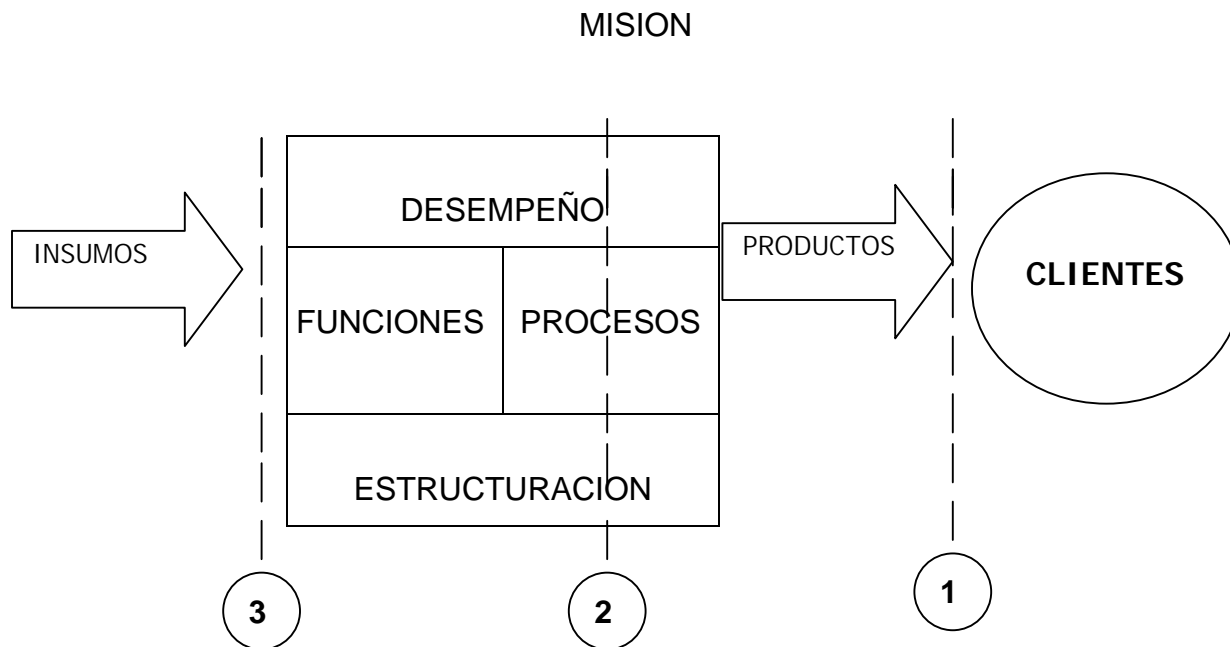 MISION
DESEMPEÑO
INSUMOS
PRODUCTOS
CLIENTES
FUNCIONES
PROCESOS
ESTRUCTURACION
3
2
1